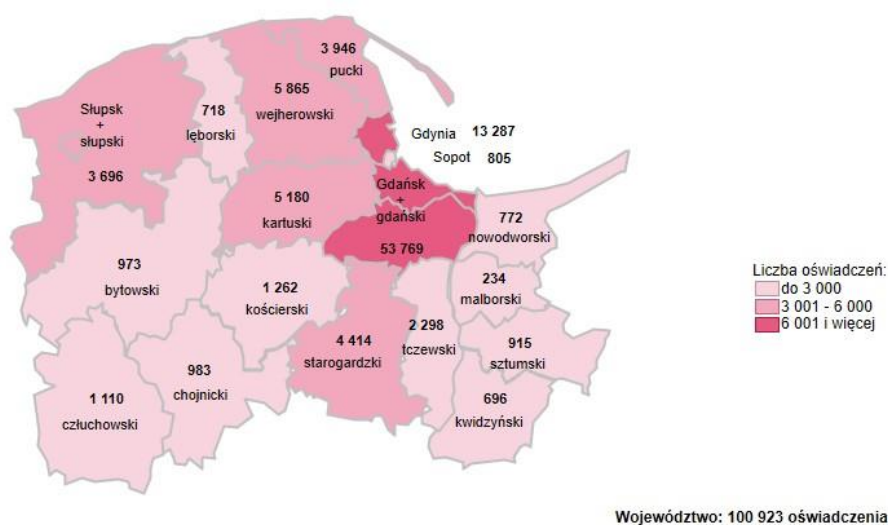 3 946
pucki
5 865
wejherowski
718
lęborski
Słupsk
+
słupski
3 696
Gdynia 13 287
Sopot 805
Gdańsk
+
gdański
53 769
5 180
kartuski
772
nowodworski
973
bytowski
1 262
kościerski
234
malborski
4 414
starogardzki
2 298
tczewski
915
sztumski
983
chojnicki
1 110
człuchowski
696
kwidzyński
Liczba oświadczeń:
do 3 000
3 001 - 6 000
6 001 i więcej
Województwo: 100 923 oświadczenia